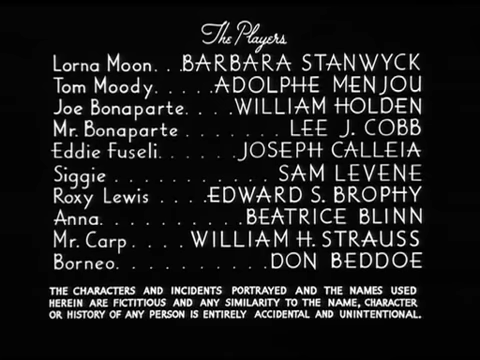 The Players
Lorna Moon. . .BARBARA STANWYCK
Tom Moody. . . . .ADOLPHE MENJOU
Joe Bonaparte. . . .WILLIAM HOLDEN
Mr. Bonaparte . . . . . . . . LEE J. COBB
Eddie Fuseli. . . . . . JOSEPH CALLEIA
Siggie . . . . . . . . . . . SAM LEVENE
Roxy Lewis . . . . .EDWARD S. BROPHY
Anna. . . . . . . . . . BEATRICE BLINN
Mr. Carp . . . . WILLIAM H. STRAUSS
Borneo. . . . . . . . . . DON BEDDOE
THE CHARACTERS AND INCIDENTS PORTRAYED AND THE NAMES USED
HEREIN ARE FICTITIOUS AND ANY SIMILARITY TO THE NAME, CHARACTER
OR HISTORY OF ANY PERSON IS ENTIRELY ACCIDENTAL AND UNINTENTIONAL.